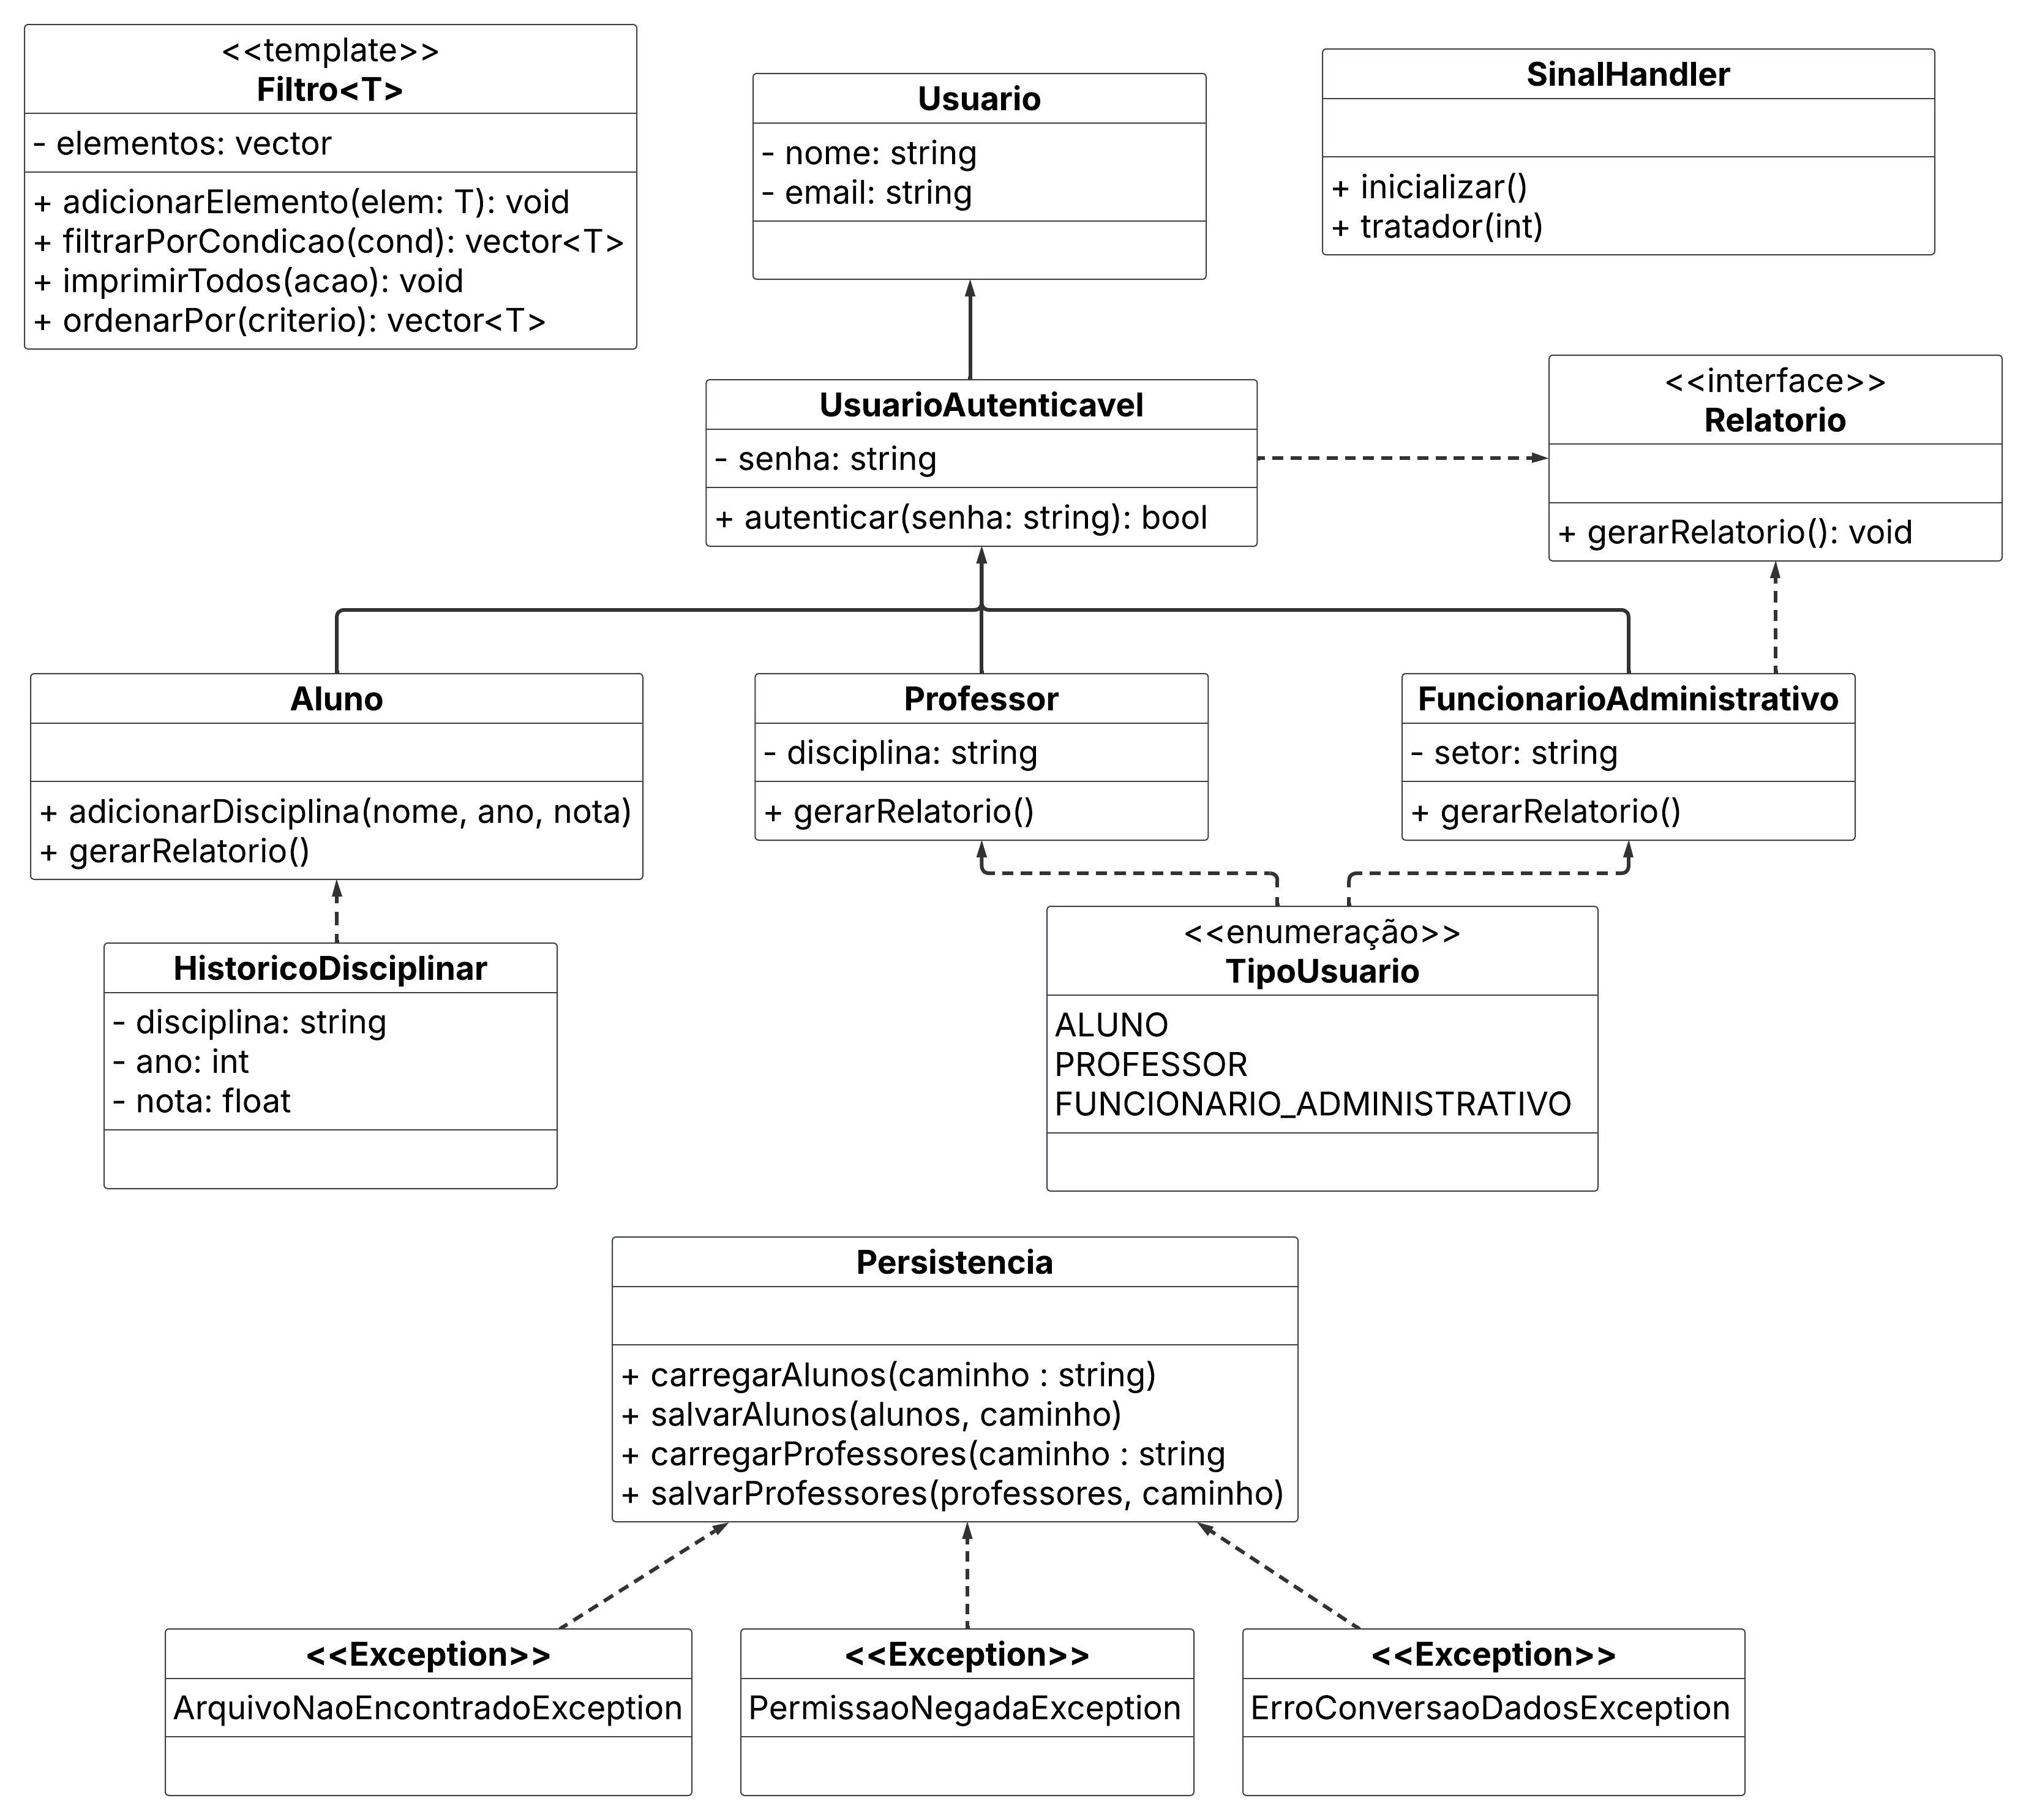 <<template>>
Filtro<T>
- elementos: vector
+ adicionarElemento(elem: T): void
+ filtrarPorCondicao(cond): vector<T>
+ imprimirTodos(acao): void
+ ordenarPor(criterio): vector<T>
Usuario
- nome: string
- email: string
SinalHandler
+ inicializar()
+ tratador(int)
UsuarioAutenticavel
- senha: string
+ autenticar(senha: string): bool
<<interface>>
Relatorio
+ gerarRelatorio(): void
Aluno
+ adicionarDisciplina(nome, ano, nota)
+ gerarRelatorio()
Professor
- disciplina: string
+ gerarRelatorio()
FuncionarioAdministrativo
- setor: string
+ gerarRelatorio()
HistoricoDisciplinar
- disciplina: string
- ano: int
- nota: float
<<enumeração>>
TipoUsuario
ALUNO
PROFESSOR
FUNCIONARIO_ADMINISTRATIVO
Persistencia
+ carregarAlunos(caminho : string)
+ salvarAlunos(alunos, caminho)
+ carregarProfessores(caminho : string
+ salvarProfessores(professores, caminho)
<<Exception>>
ArquivoNaoEncontradoException
<<Exception>>
PermissaoNegadaException
<<Exception>>
ErroConversaoDadosException